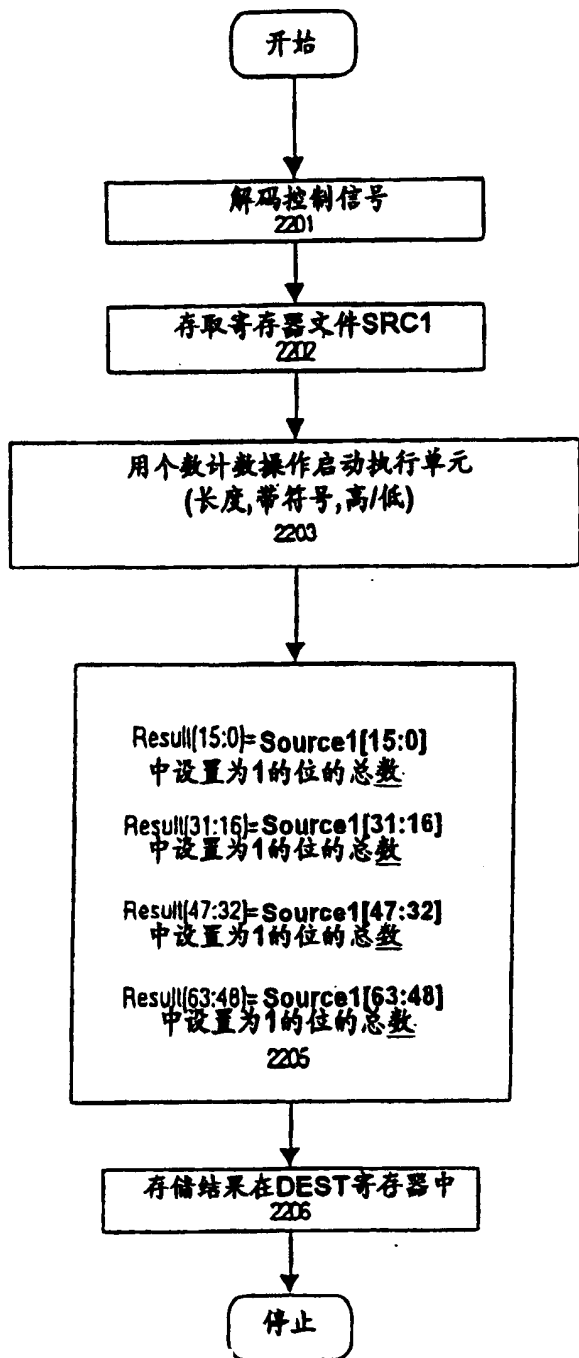 开始
解码控制信号
2201
存取寄存器文件SRC1
2202
用个数计数操作启动执行单元
(长度,带符号,高/低)
2203
Result(15:0)=Source1[15:0]
中设置为1的位的总数
Result(31:16)=Source1[31:16]
中设置为1的位的总数
Result(47:32)=Source1[47:32]
中设置为1的位的总数
Result(63:48)=Source1[63:48]
中设置为1的位的总数
2205
存储结果在DEST寄存器中
2206
停止